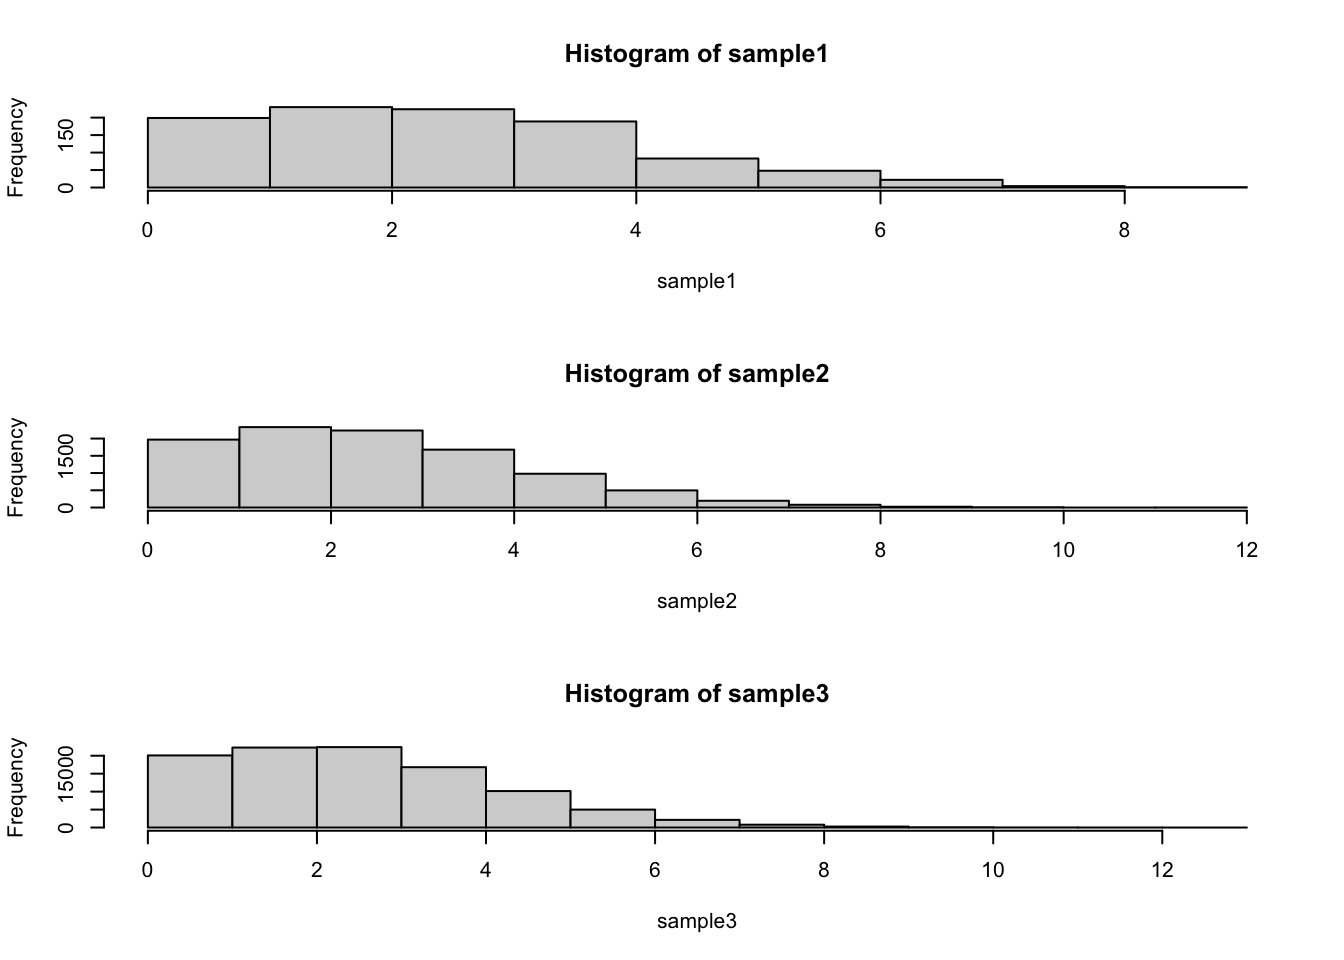 Histogram of sample1
Frequency
150
0
0 2 4 6 8
sample1
Histogram of sample2
Frequency
1500
0
0 2 4 6 8 10 12
sample2
Histogram of sample3
Frequency
15000
0
0 2 4 6 8 10 12
sample3